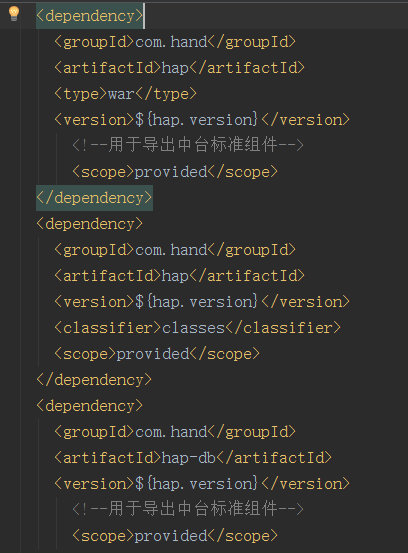 <dependency>
<groupId>com.hand</groupId>
<artifactId>hap</artifactId>
<type>war</type>
<version>${hap.version}</version>
<!--用于导出中台标准组件-->
<scope>provided</scope>
</dependency>
<dependency>
<groupId>com.hand</groupId>
<artifactId>hap</artifactId>
<version>${hap.version}</version>
<classifier>classes</classifier>
<scope>provided</scope>
</dependency>
<dependency>
<groupId>com.hand</groupId>
<artifactId>hap-db</artifactId>
<version>${hap.version}</version>
<!--用于导出中台标准组件-->
<scope>provided</scope>